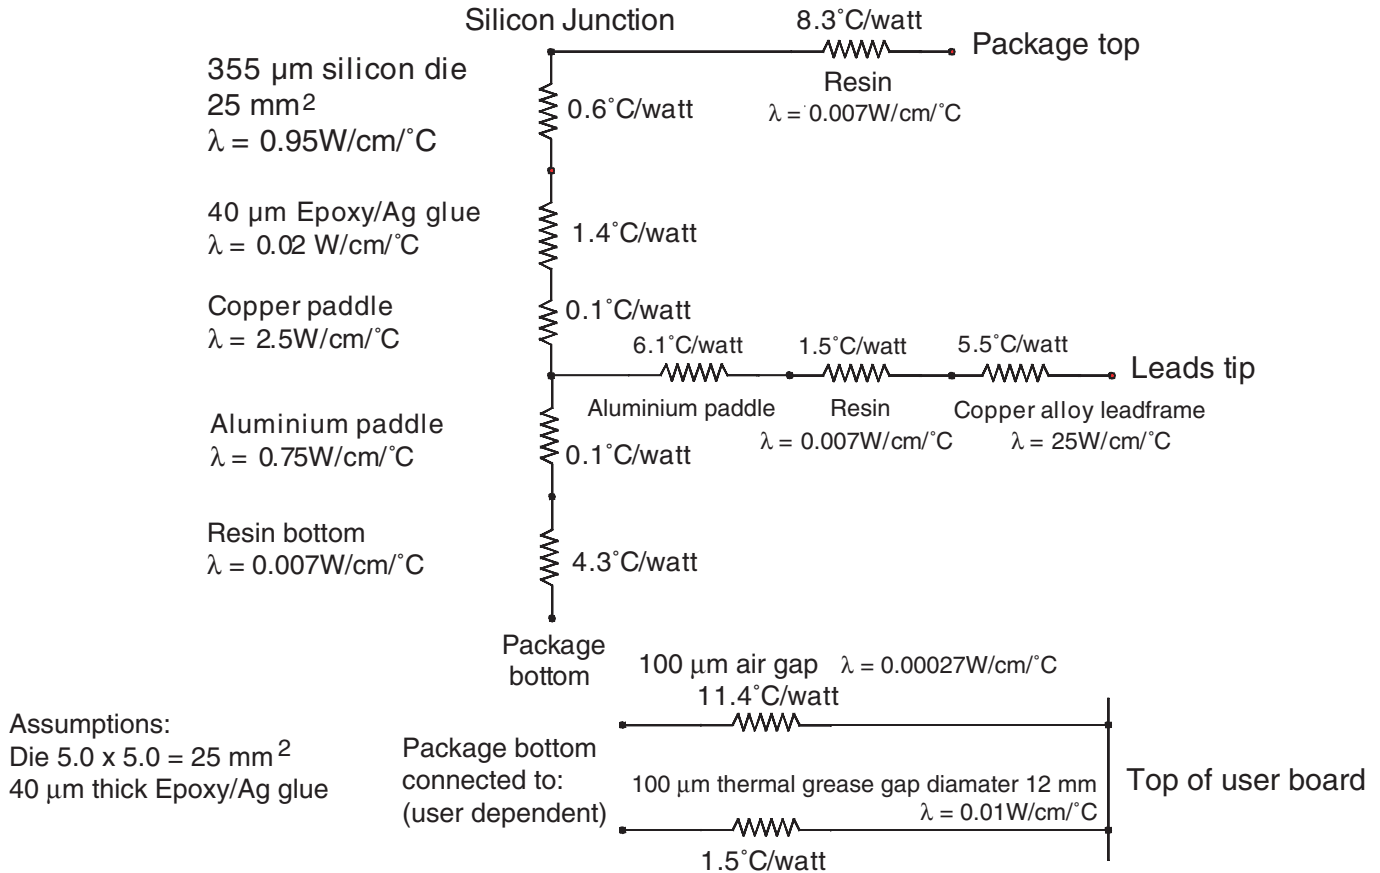 Silicon Junction
8.3°C/watt
Package top
Resin
λ = 0.007W/cm/°C
355 μm silicon die
25 mm2
λ = 0.95W/cm/°C
0.6°C/watt
40 μm Epoxy/Ag glue
λ = 0.02 W/cm/°C
1.4°C/watt
Copper paddle
λ = 2.5W/cm/°C
0.1°C/watt
6.1°C/watt
1.5°C/watt
5.5°C/watt
Leads tip
Aluminium paddle
Resin
λ = 0.007W/cm/°C
Copper alloy leadframe
λ = 25W/cm/°C
Aluminium paddle
λ = 0.75W/cm/°C
0.1°C/watt
Resin bottom
λ = 0.007W/cm/°C
4.3°C/watt
Package
bottom
100 μm air gap λ = 0.00027W/cm/°C
11.4°C/watt
Assumptions:
Die 5.0 x 5.0 = 25 mm 2
40 μm thick Epoxy/Ag glue
Package bottom
connected to:
(user dependent)
100 μm thermal grease gap diamater 12 mm
λ = 0.01W/cm/°C
1.5°C/watt
Top of user board